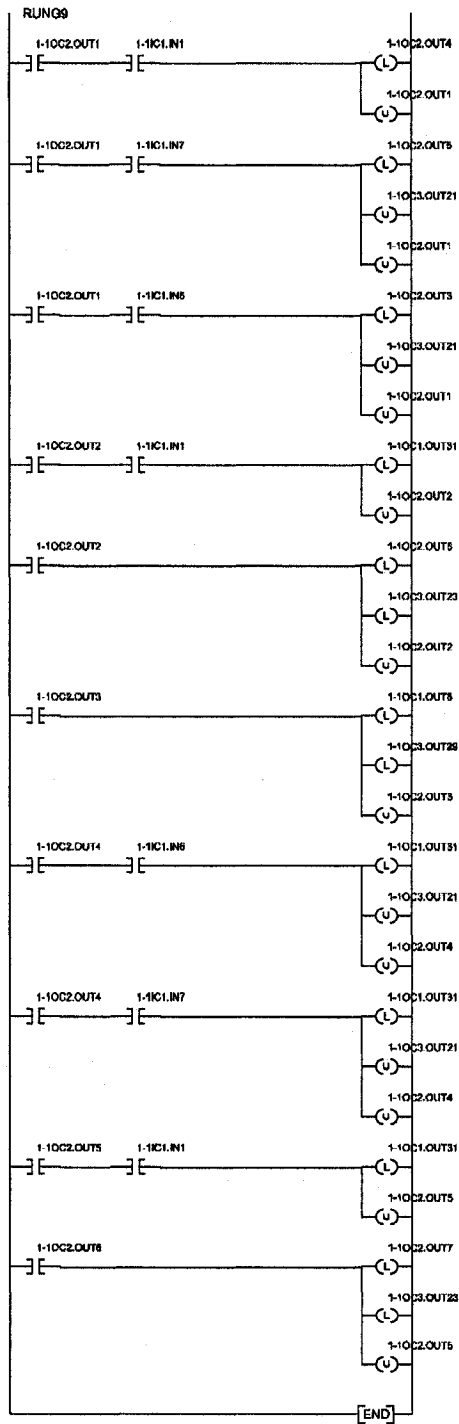 RUNG9
1-1OC2.OUT1 1-1IC1.IN1 1-1OC2.OUT4
L
1-1OC2.OUT1
U
1-1OC2.OUT1 1-1IC1.IN7 1-1OC2.OUT5
L
1-1OC3.OUT21
U
1-1OC2.OUT1
U
1-1OC2.OUT1 1-1IC1.IN5 1-1OC2.OUT3
L
1-1OC3.OUT21
U
1-1OC2.OUT1
U
1-1OC2.OUT2 1-1IC1.IN1 1-1OC1.OUT31
L
1-1OC2.OUT2
U
1-1OC2.OUT2 1-1OC2.OUT6
L
1-1OC3.OUT23
L
1-1OC2.OUT2
U
1-1OC2.OUT3 1-1OC1.OUT6
L
1-1OC3.OUT29
L
1-1OC2.OUT3
U
1-1OC2.OUT4 1-1IC1.IN6 1-1OC1.OUT31
L
1-1OC3.OUT21
U
1-1OC2.OUT4
U
1-1OC2.OUT4 1-1IC1.IN7 1-1OC1.OUT31
L
1-1OC3.OUT21
U
1-1OC2.OUT4
U
1-1OC2.OUT5 1-1IC1.IN1 1-1OC1.OUT31
L
1-1OC2.OUT5
U
1-1OC2.OUT6 1-1OC2.OUT7
L
1-1OC3.OUT23
U
1-1OC2.OUT6
U
END